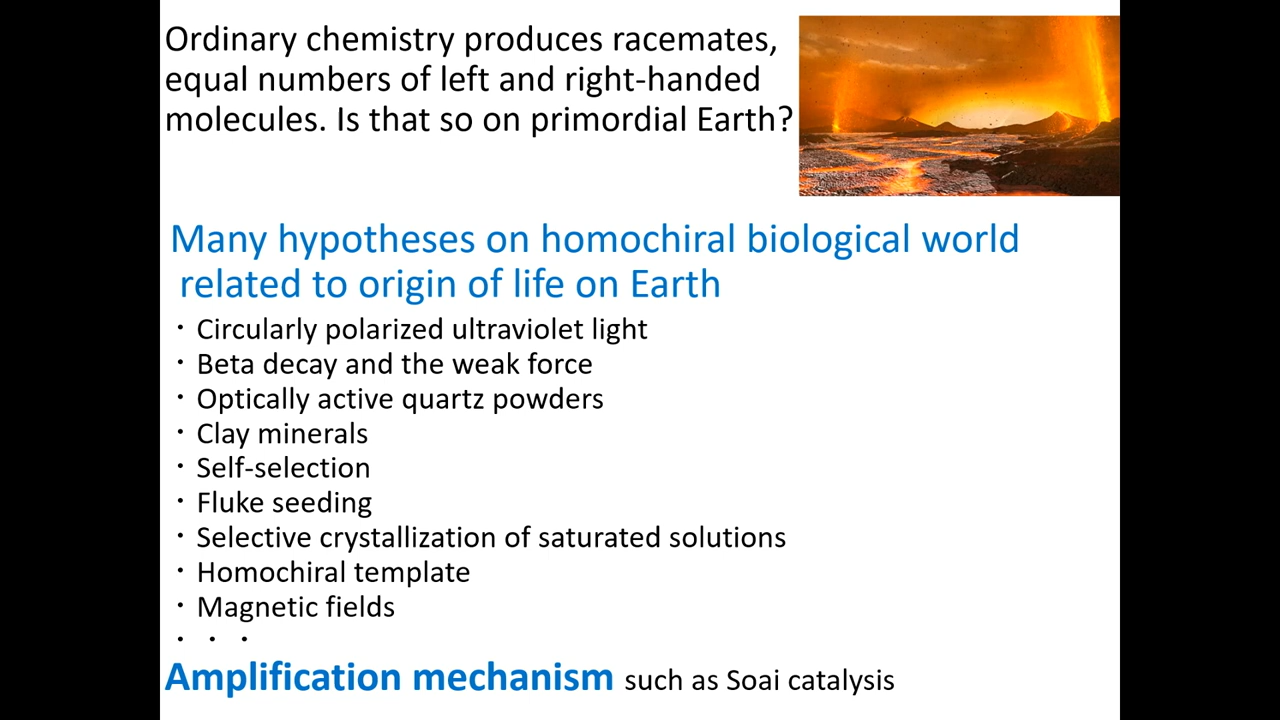 Ordinary chemistry produces racemates,
equal numbers of left and right-handed
molecules. Is that so on primordial Earth?
Many hypotheses on homochiral biological world
related to origin of life on Earth
・Circularly polarized ultraviolet light
・Beta decay and the weak force
・Optically active quartz powders
・Clay minerals
・Self-selection
・Fluke seeding
・Selective crystallization of saturated solutions
・Homochiral template
・Magnetic fields
・・・
Amplification mechanism such as Soai catalysis